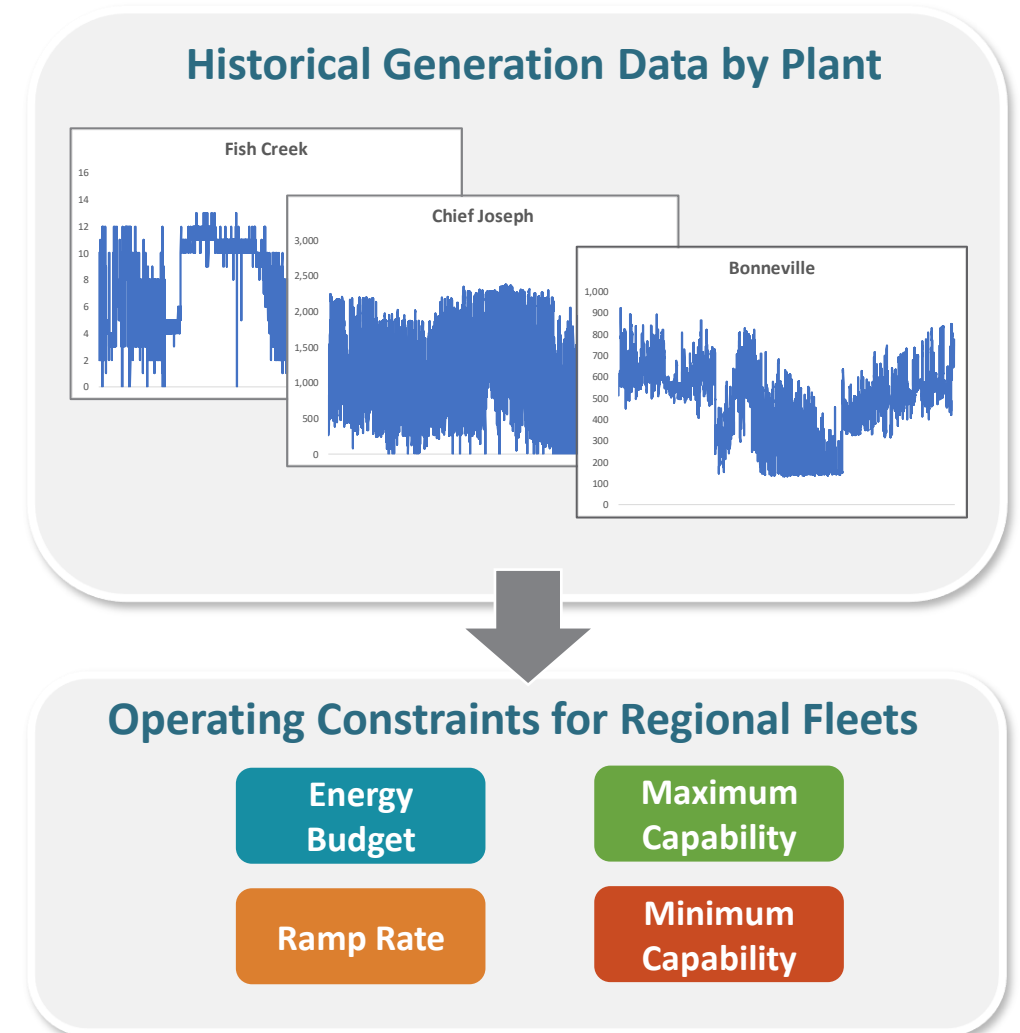 Historical Generation Data by Plant
Fish Creek
16
14
12
10
8
6
4
2
0
Chief Joseph
3,000
2,500
2,000
1,500
1,000
500
0
Bonneville
1,000
900
800
700
600
500
400
300
200
100
0
Operating Constraints for Regional Fleets
Energy
Budget
Maximum
Capability
Ramp Rate
Minimum
Capability